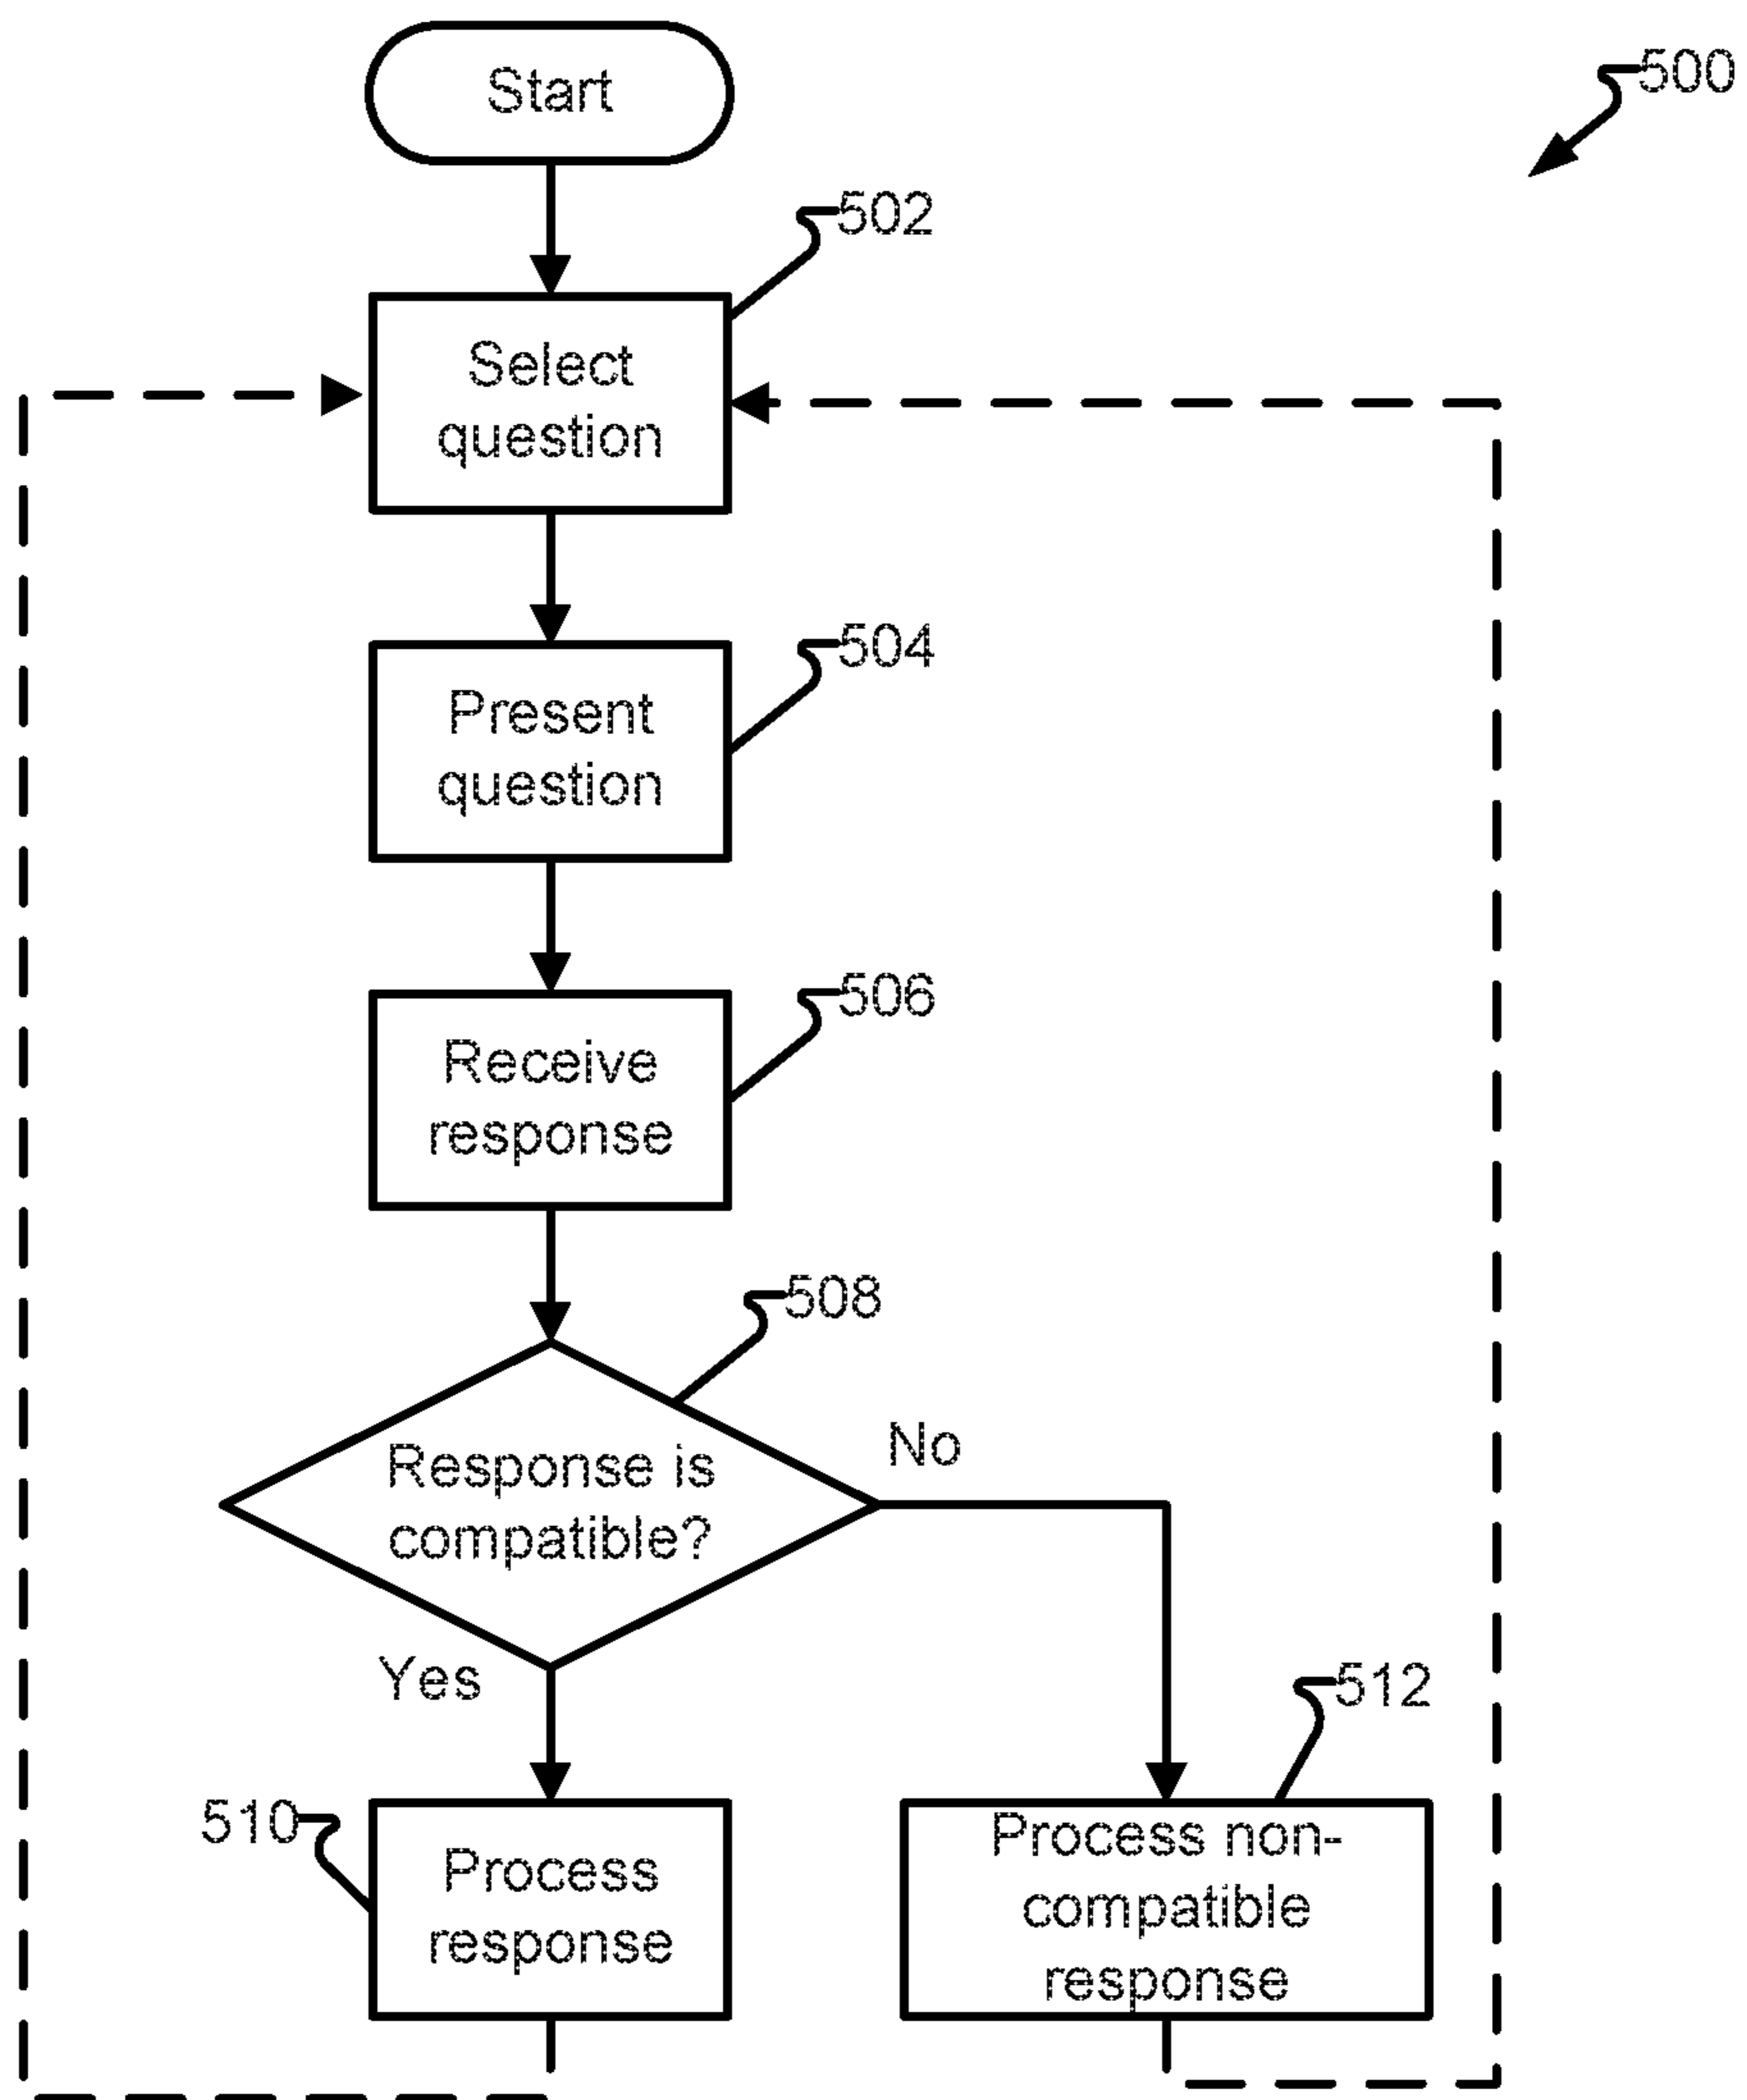 Start
500
502
Select
question
504
Present
question
506
Receive
response
508
Response is
compatible?
No
Yes
512
510
Process
response
Process non-
compatible
response